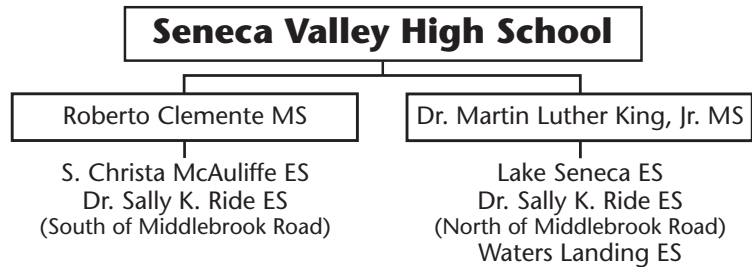 Seneca Valley High School
Roberto Clemente MS
Dr. Martin Luther King, Jr. MS
S. Christa McAuliffe ES
Dr. Sally K. Ride ES
(South of Middlebrook Road)
Lake Seneca ES
Dr. Sally K. Ride ES
(North of Middlebrook Road)
Waters Landing ES